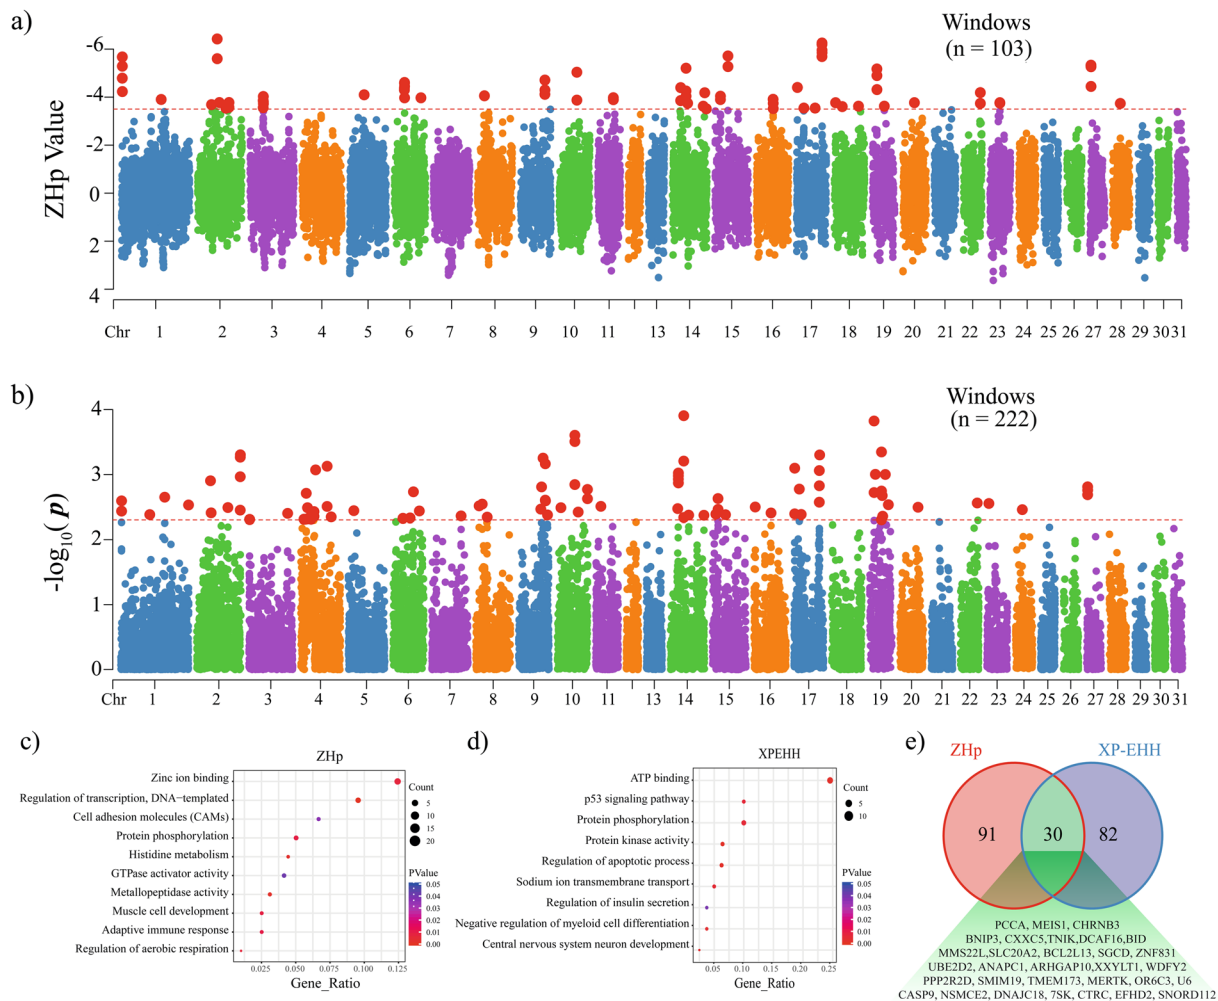 a)
Windows
(n = 103)
ZHp Value
-6
-4
-2
0
2
4
Chr 1 2 3 4 5 6 7 8 9 10 11 13 14 15 16 17 18 19 20 21 22 23 24 25 26 27 28 29 30 31
b)
Windows
(n = 222)
-log10(p)
4
3
2
1
0
Chr 1 2 3 4 5 6 7 8 9 10 11 13 14 15 16 17 18 19 20 21 22 23 24 25 26 27 28 29 30 31
c)
ZHp
Zinc ion binding
Regulation of transcription, DNA-templated
Cell adhesion molecules (CAMs)
Protein phosphorylation
Histidine metabolism
GTPase activator activity
Metallopeptidase activity
Muscle cell development
Adaptive immune response
Regulation of aerobic respiration
0.025 0.050 0.075 0.100 0.125
Gene_Ratio
Count
5
10
15
20
PValue
0.05
0.04
0.03
0.02
0.01
0.00
d)
XPEHH
ATP binding
p53 signaling pathway
Protein phosphorylation
Protein kinase activity
Regulation of apoptotic process
Sodium ion transmembrane transport
Regulation of insulin secretion
Negative regulation of myeloid cell differentiation
Central nervous system neuron development
0.05 0.10 0.15 0.20 0.25
Gene_Ratio
Count
5
10
PValue
0.05
0.04
0.03
0.02
0.01
0.00
e)
ZHp XP-EHH
91 30 82
PCCA, MEIS1, CHRNB3
BNIP3, CXXC5,TNIK,DCAF16,BID
MMS22L,SLC20A2, BCL2L13, SGCD, ZNF831
UBE2D2, ANAPC1, ARHGAP10,XXYLT1, WDFY2
PPP2R2D, SMIM19, TMEM173, MERTK, OR6C3, U6
CASP9, NSMCE2, DNAJC18, 7SK, CTRC, EFHD2, SNORD112